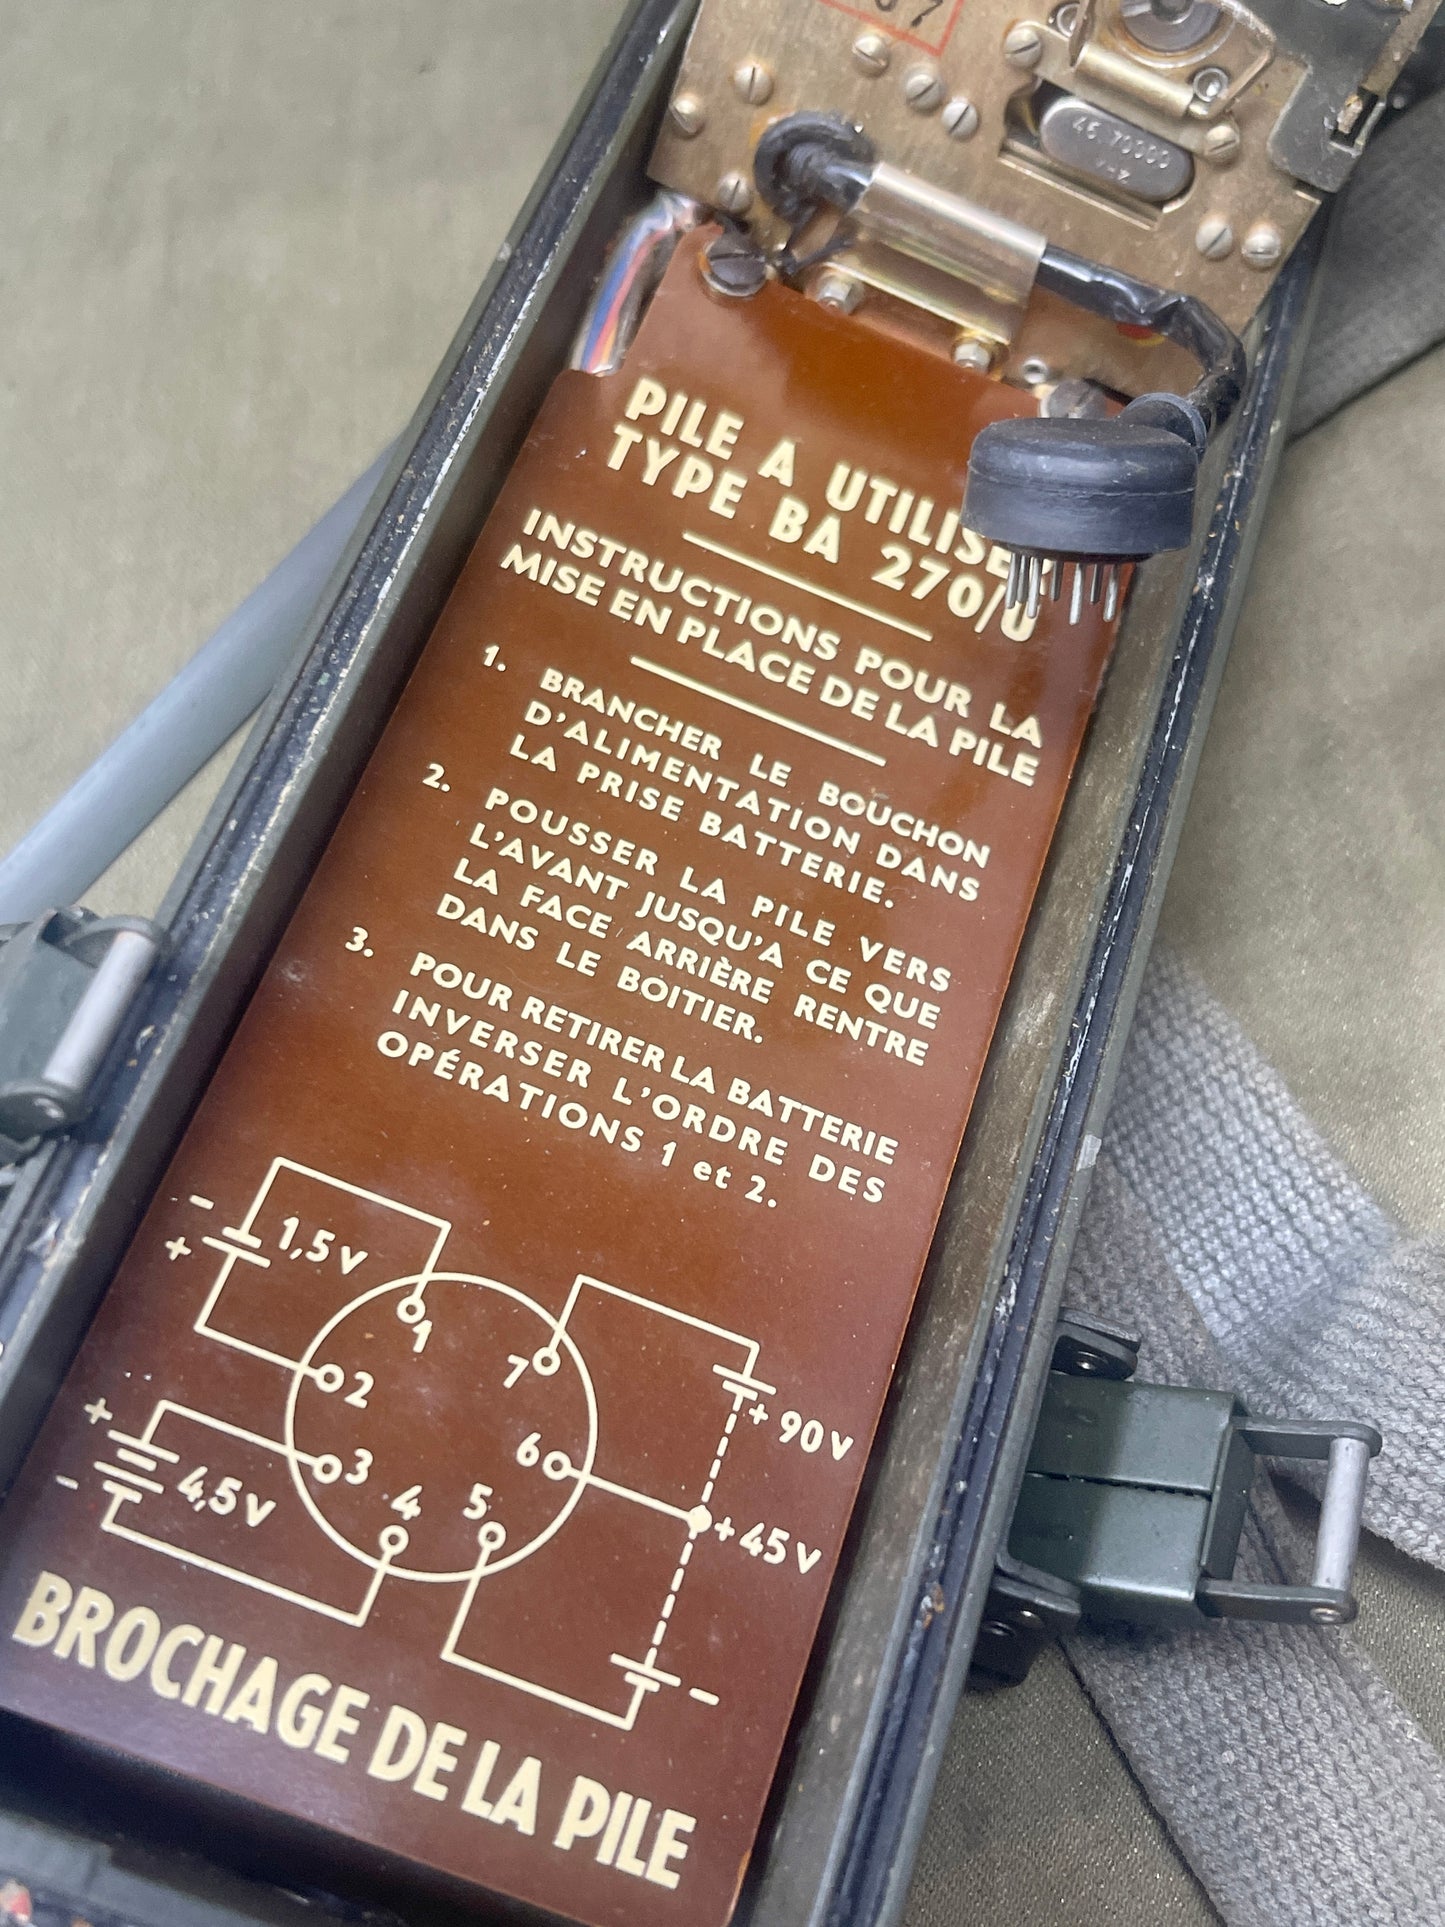 45 70000
PILE A UTILISER
TYPE BA 270/U
INSTRUCTIONS POUR LA
MISE EN PLACE DE LA PILE
1. BRANCHER LE BOUCHON
D'ALIMENTATION DANS
LA PRISE BATTERIE.
2. POUSSER LA PILE VERS
L'AVANT JUSQU'A CE QUE
LA FACE ARRIÈRE RENTRE
DANS LE BOITIER.
3. POUR RETIRER LA BATTERIE
INVERSER L'ORDRE DES
OPÉRATIONS 1 et 2.
- 1,5 V
+
1
7
2
+ 90 V
+
3
6
- 4,5 V
4
5
+ 45 V
-
BROCHAGE DE LA PILE